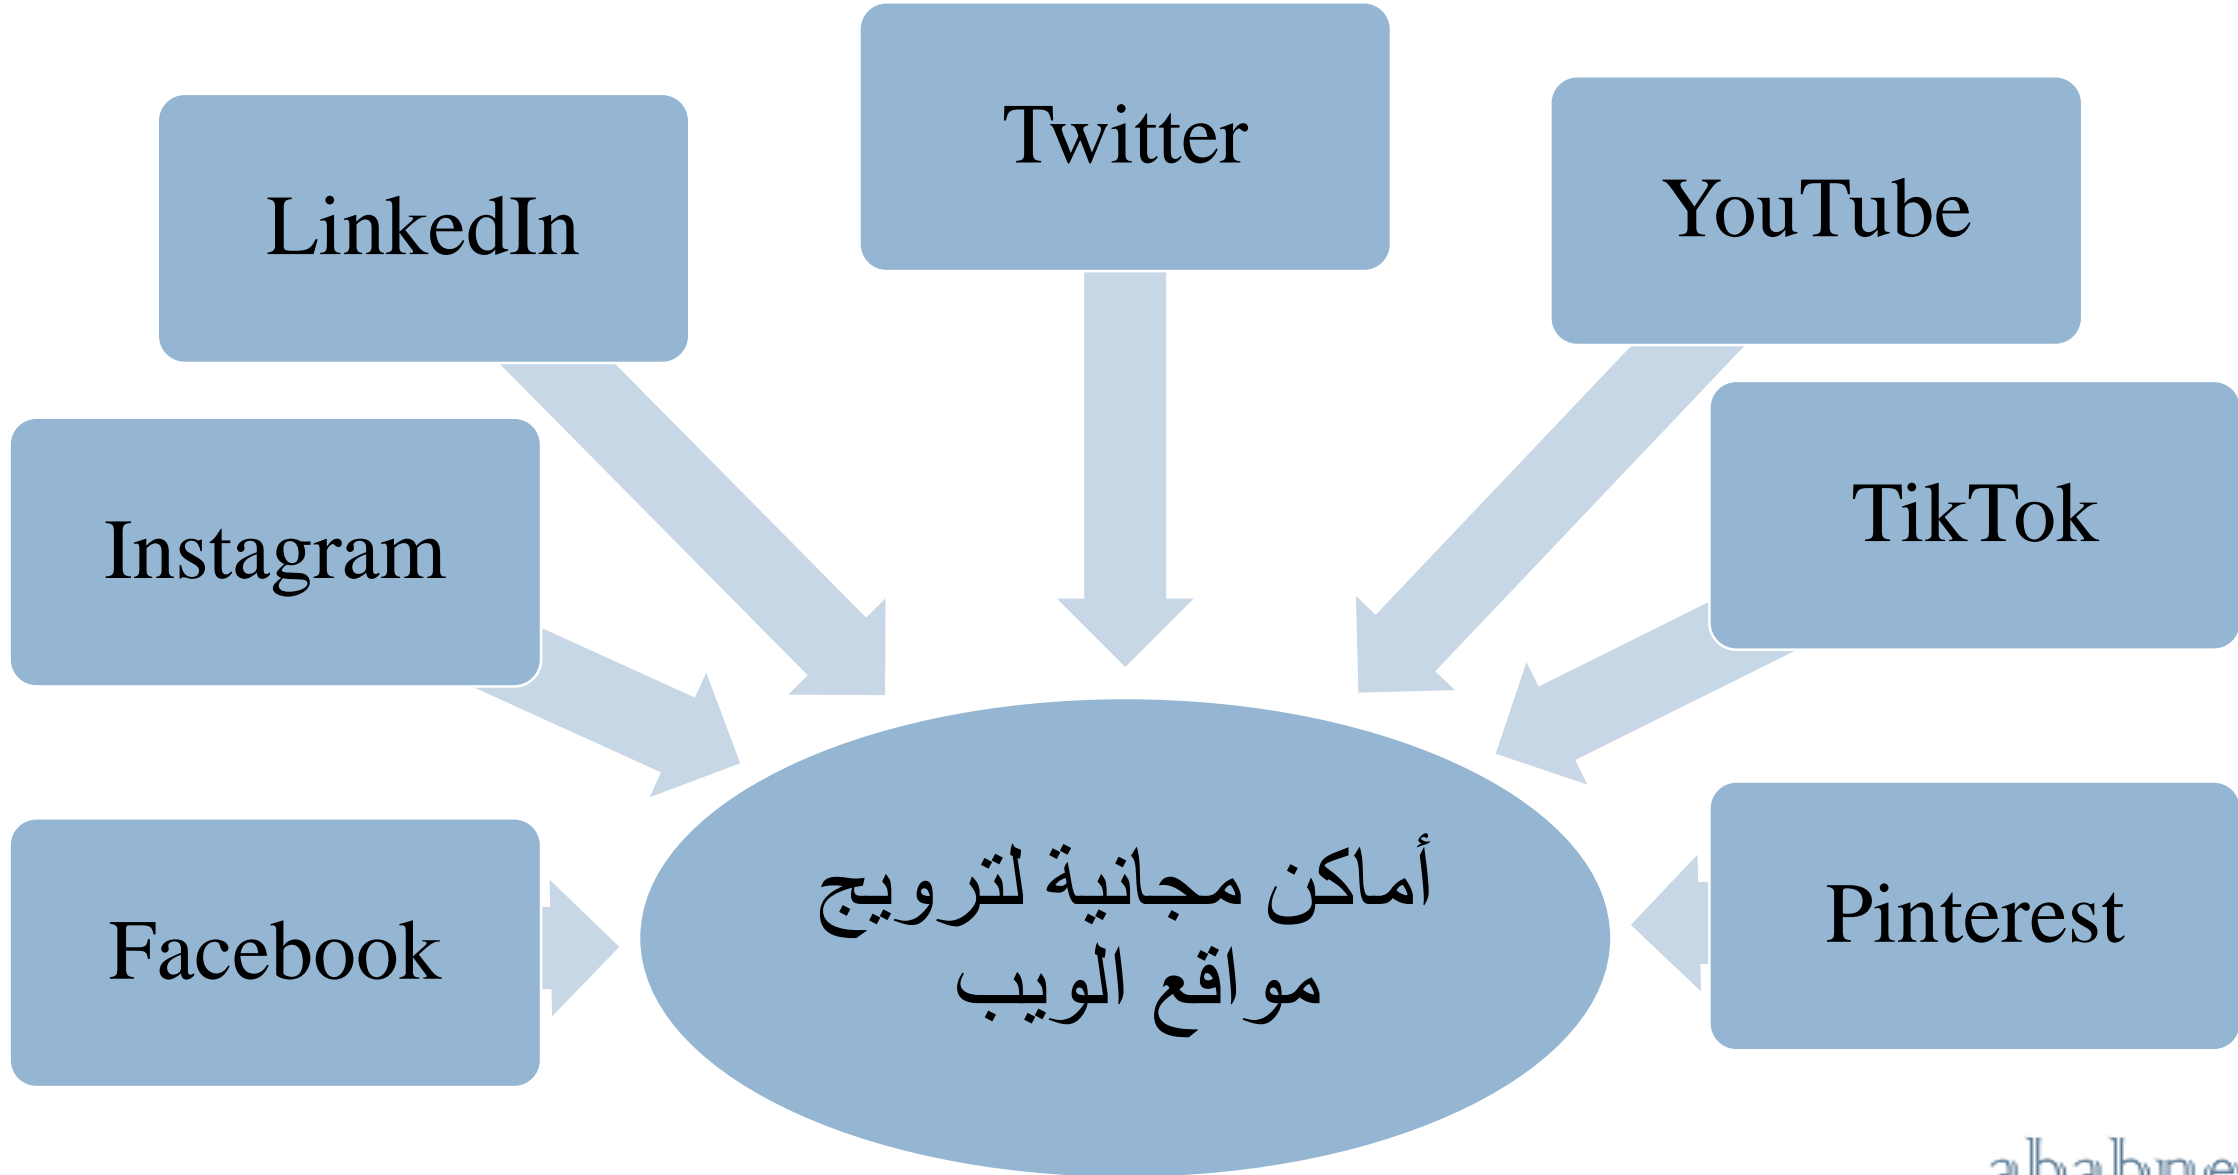 Twitter
YouTube
LinkedIn
TikTok
Instagram
Pinterest
Facebook
أماكن مجانية لترويج
مواقع الويب